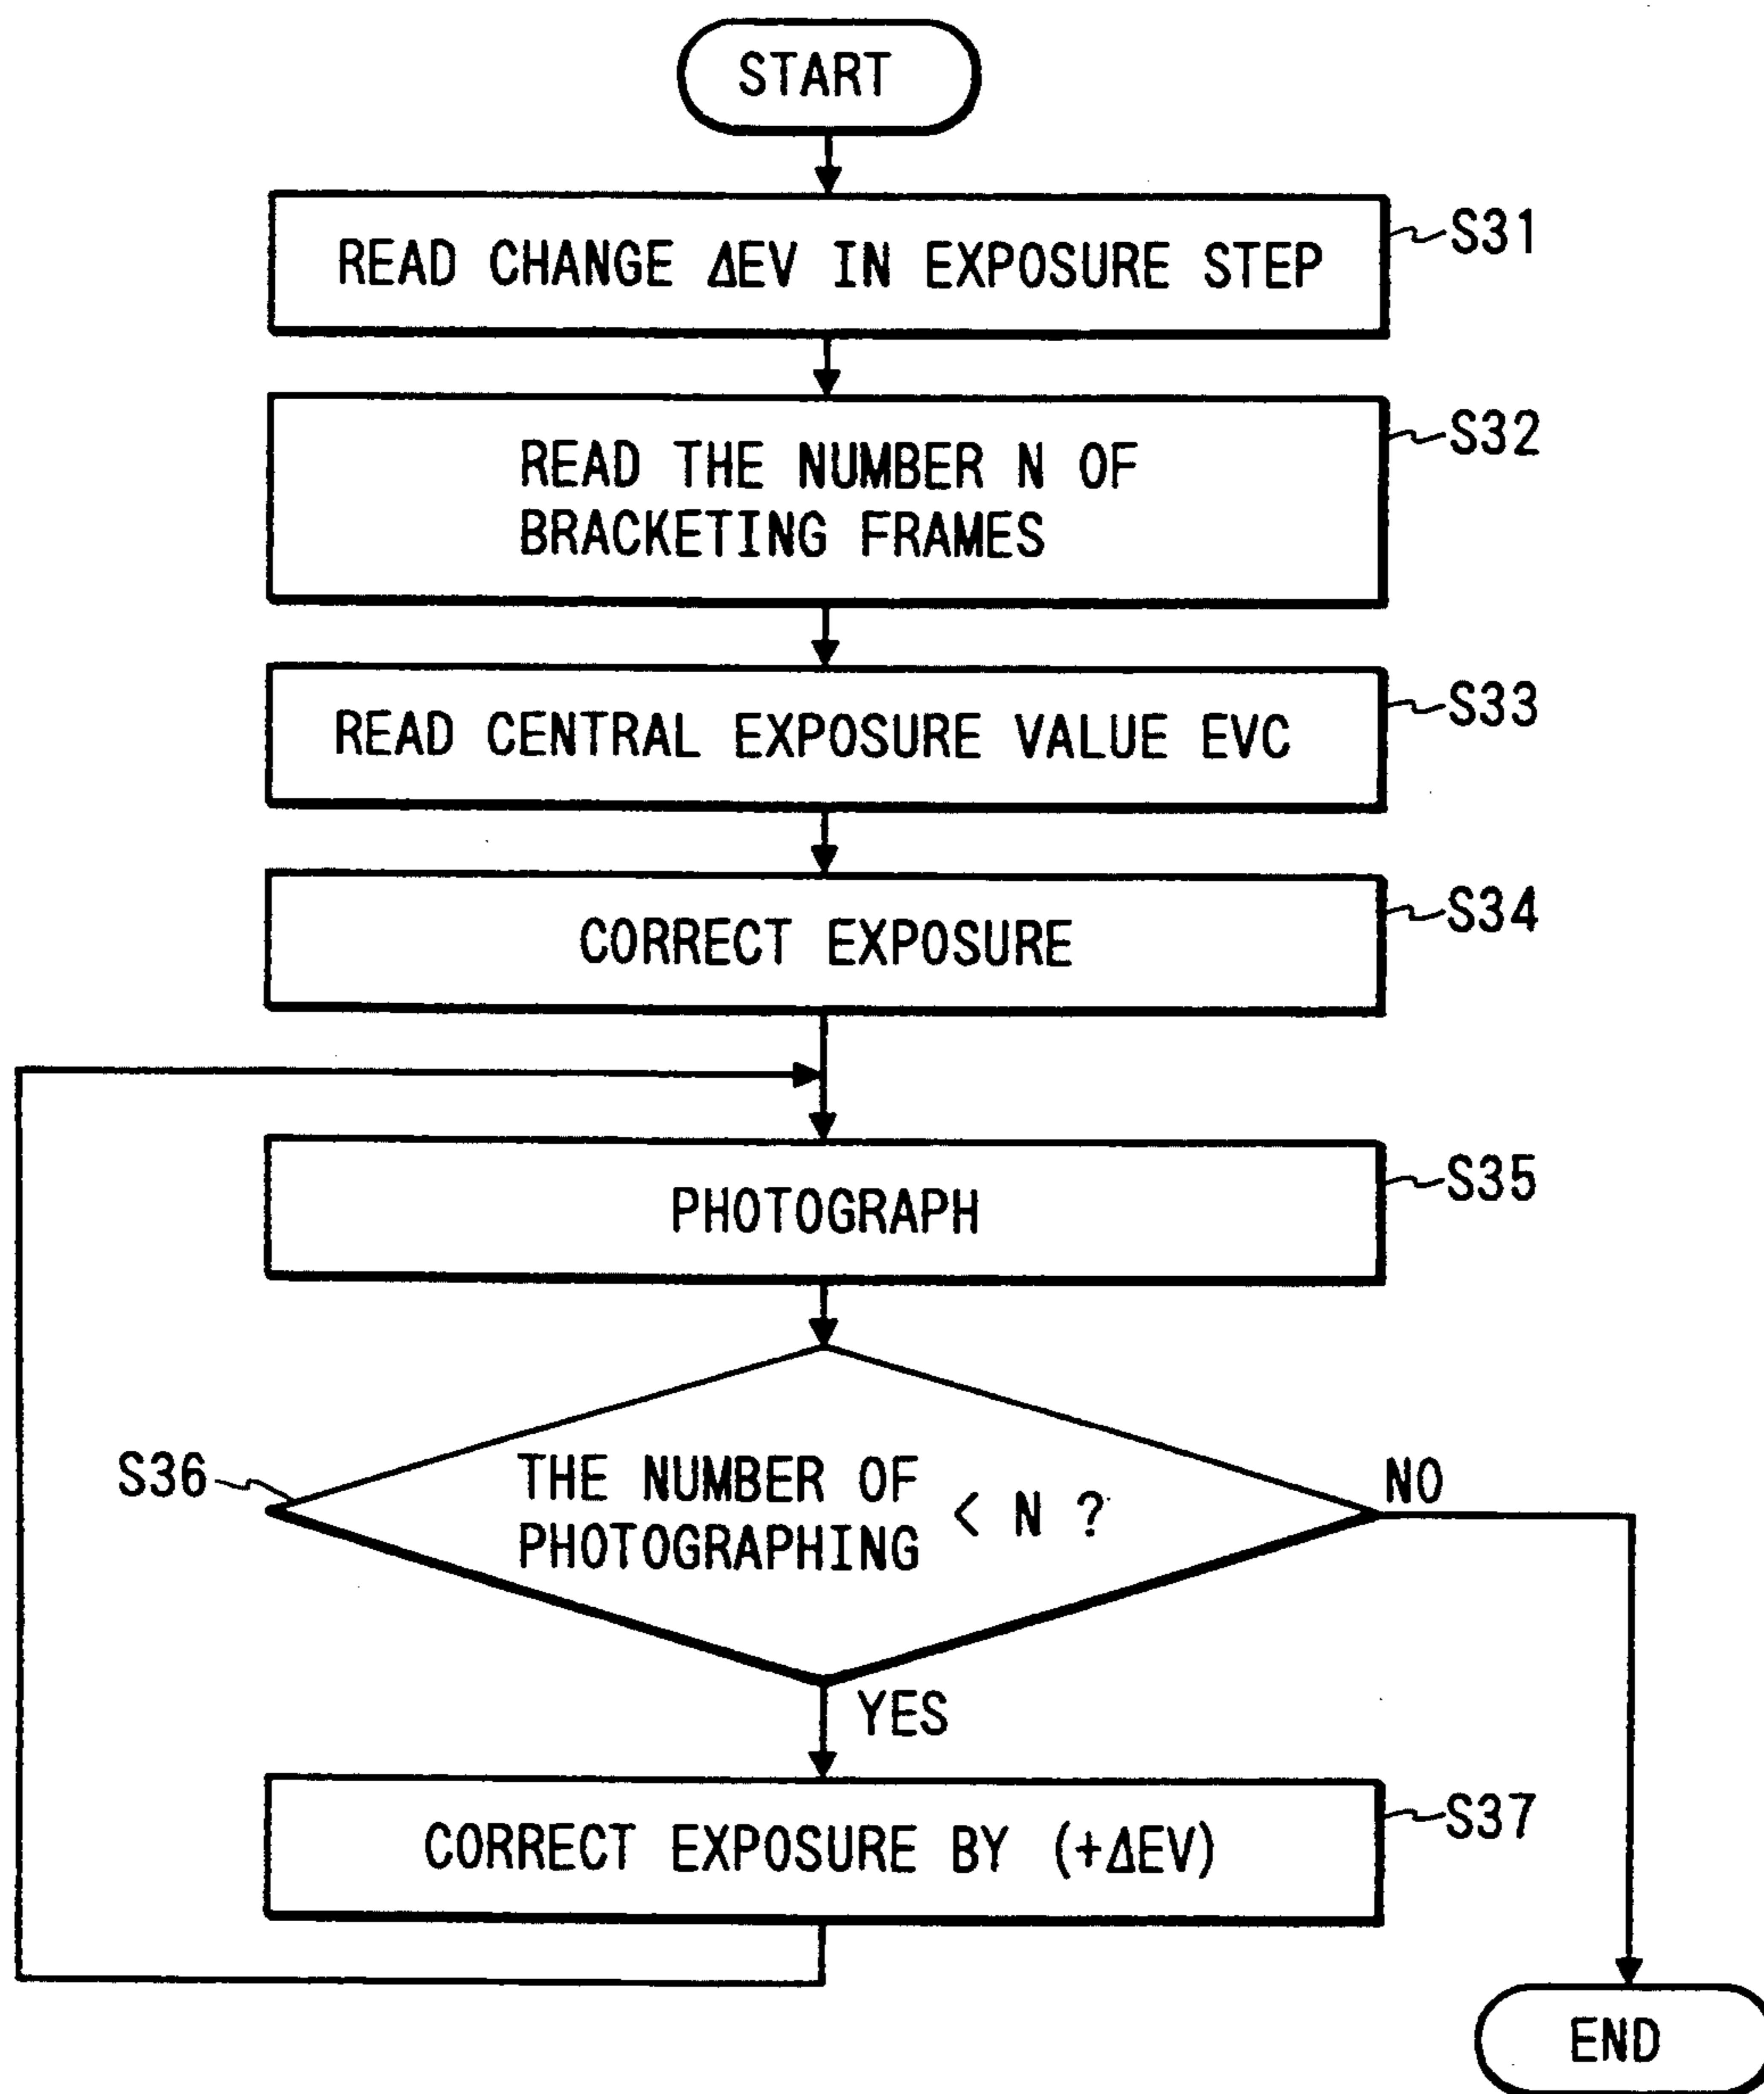 START
READ CHANGE ΔEV IN EXPOSURE STEP
S31
READ THE NUMBER N OF
BRACKETING FRAMES
S32
READ CENTRAL EXPOSURE VALUE EVC
S33
CORRECT EXPOSURE
S34
PHOTOGRAPH
S35
S36
THE NUMBER OF
PHOTOGRAPHING < N ?
NO
YES
CORRECT EXPOSURE BY (+ΔEV)
S37
END